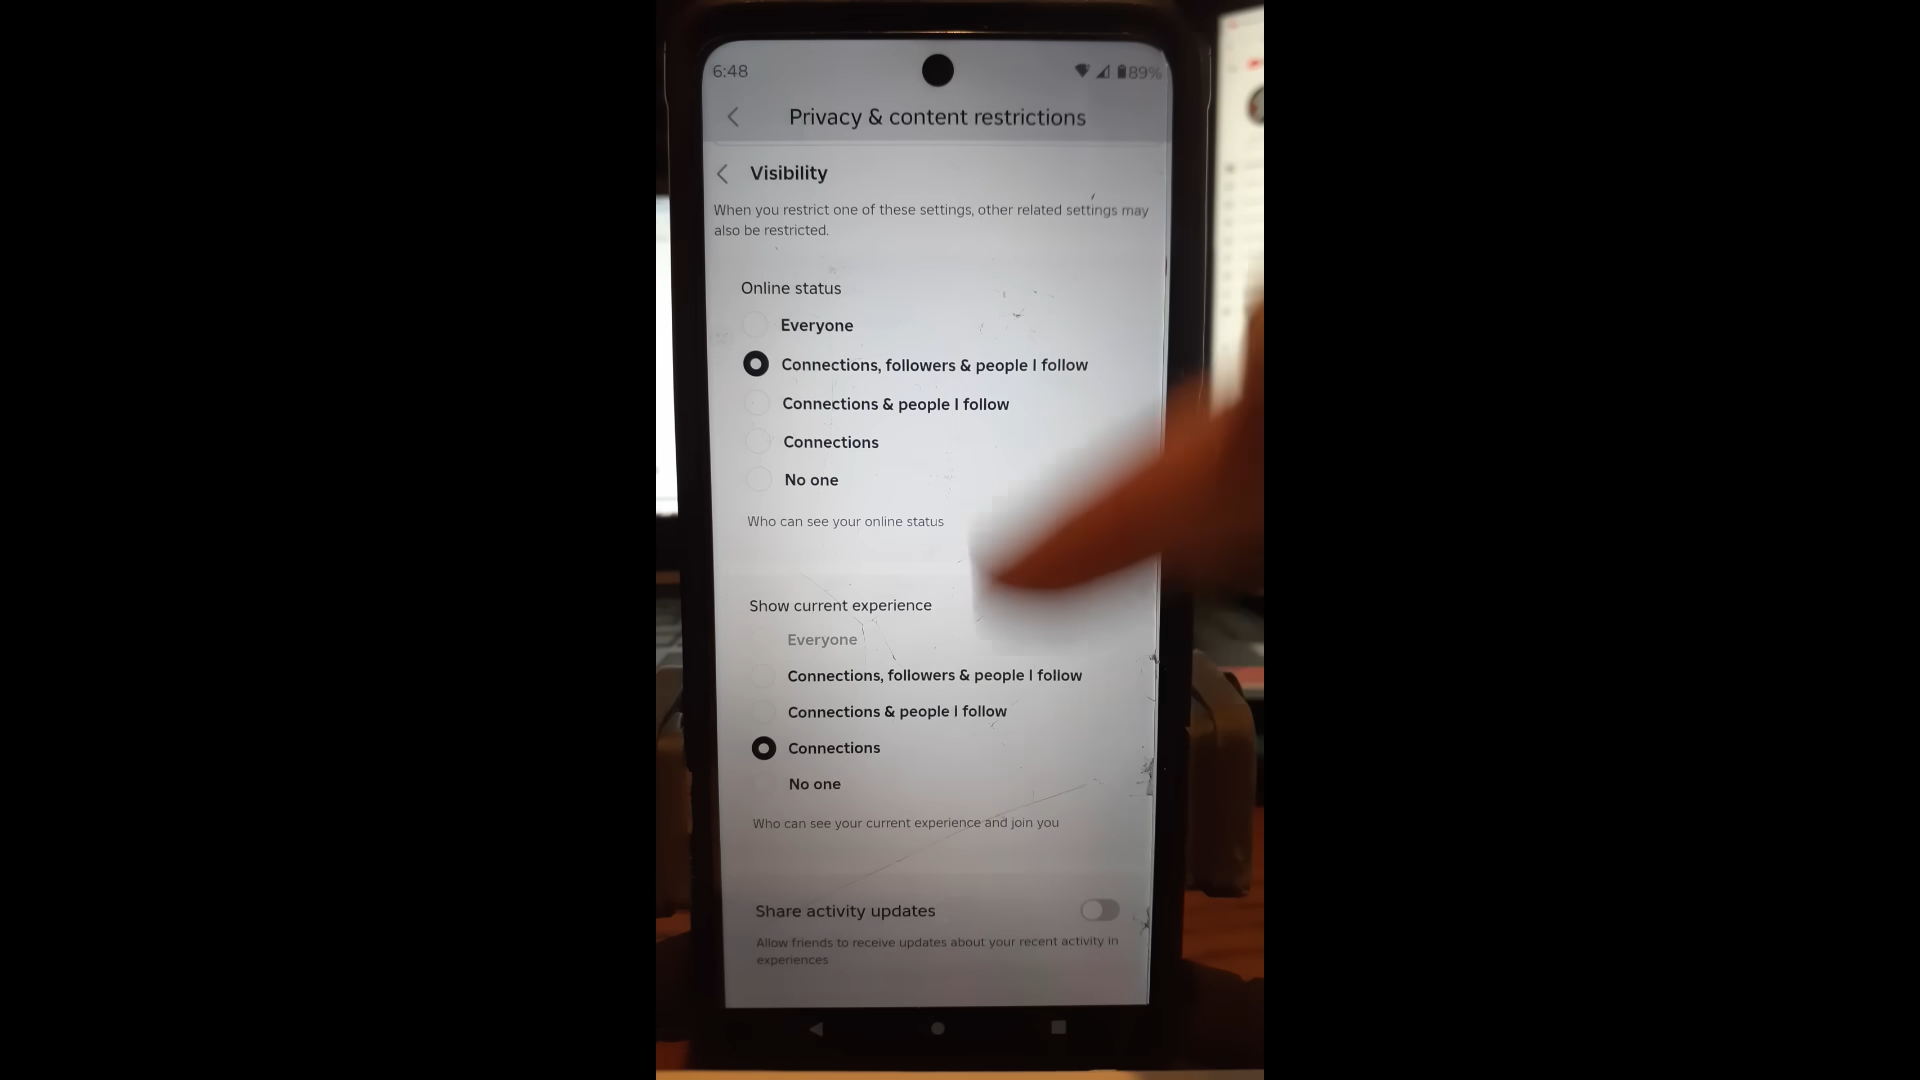 6:48
89%
Privacy & content restrictions
Visibility
When you restrict one of these settings, other related settings may
also be restricted.
Online status
Everyone
Connections, followers & people I follow
Connections & people I follow
Connections
No one
Who can see your online status
Show current experience
Everyone
Connections, followers & people I follow
Connections & people I follow
Connections
No one
Who can see your current experience and join you
Share activity updates
Allow friends to receive updates about your recent activity in
experiences